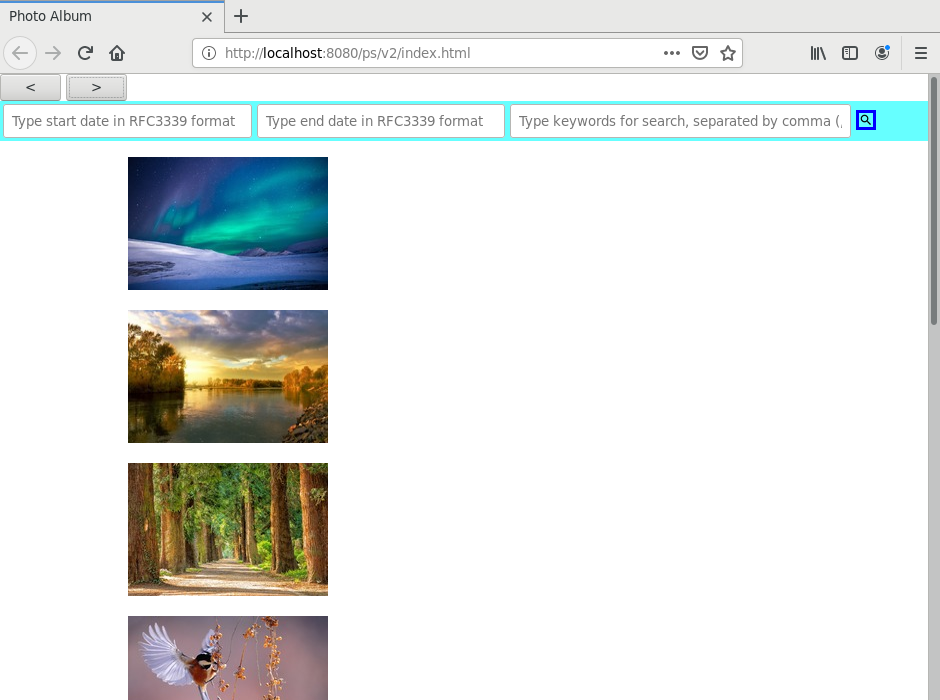 Photo Album
http://localhost:8080/ps/v2/index.html
< >
Type start date in RFC3339 format Type end date in RFC3339 format Type keywords for search, separated by comma (,